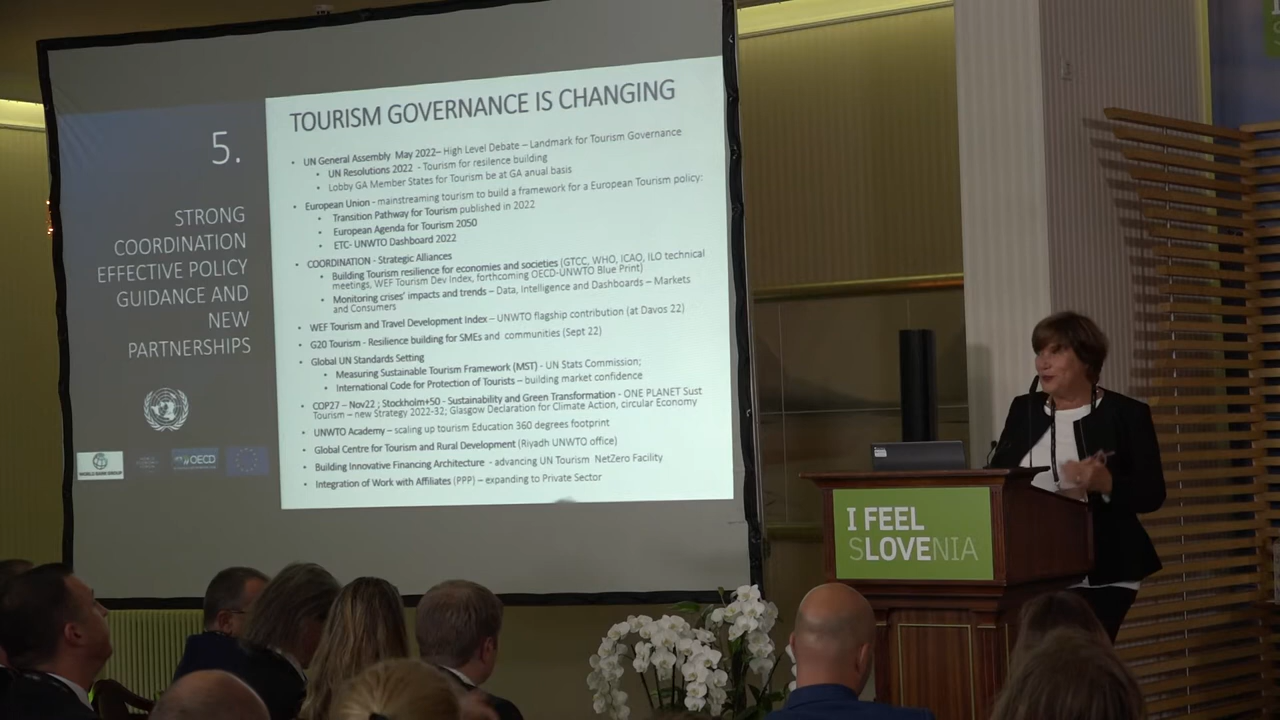 5.
STRONG
COORDINATION
EFFECTIVE POLICY
GUIDANCE AND
NEW
PARTNERSHIPS
WORLD BANK GROUP
OECD
TOURISM GOVERNANCE IS CHANGING
• UN General Assembly May 2022– High Level Debate – Landmark for Tourism Governance
• UN Resolutions 2022 - Tourism for resilence building
• Lobby GA Member States for Tourism be at GA anual basis
• European Union - mainstreaming tourism to build a framework for a European Tourism policy:
• Transition Pathway for Tourism published in 2022
• European Agenda for Tourism 2050
• ETC- UNWTO Dashboard 2022
• COORDINATION - Strategic Alliances
• Building Tourism resilience for economies and societies (GTCC, WHO, ICAO, ILO technical
meetings, WEF Tourism Dev Index, forthcoming OECD-UNWTO Blue Print)
• Monitoring crises' impacts and trends – Data, Intelligence and Dashboards – Markets
and Consumers
• WEF Tourism and Travel Development Index – UNWTO flagship contribution (at Davos 22)
• G20 Tourism - Resilience building for SMEs and communities (Sept 22)
• Global UN Standards Setting
• Measuring Sustainable Tourism Framework (MST) - UN Stats Commission;
• International Code for Protection of Tourists – building market confidence
• COP27 – Nov22 ; Stockholm+50 - Sustainability and Green Transformation - ONE PLANET Sust
Tourism – new Strategy 2022-32; Glasgow Declaration for Climate Action, circular Economy
• UNWTO Academy – scaling up tourism Education 360 degrees footprint
• Global Centre for Tourism and Rural Development (Riyadh UNWTO office)
• Building Innovative Financing Architecture - advancing UN Tourism NetZero Facility
• Integration of Work with Affiliates (PPP) – expanding to Private Sector
I FEEL
SLOVENIA